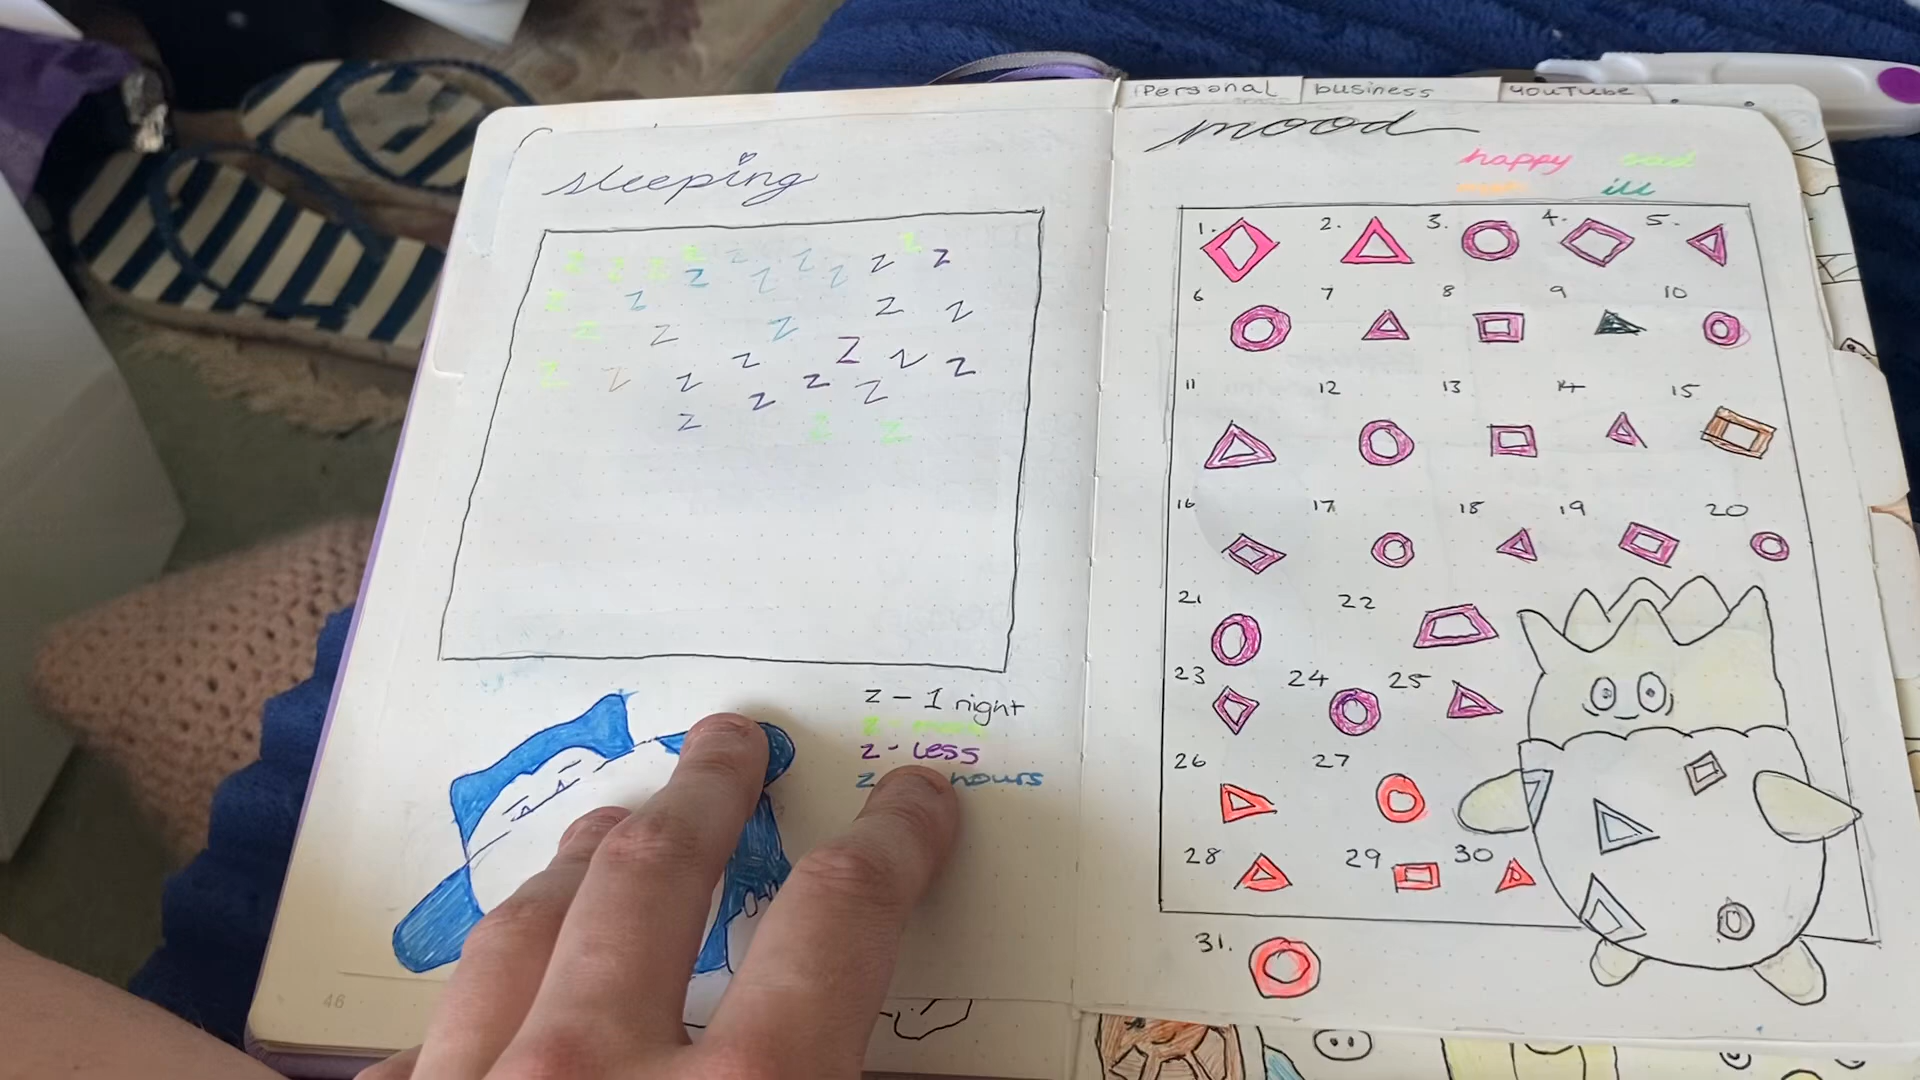 Personal business YouTube
sleeping
z z z z z z z z z z
z z z z
z z z z
z z z
z z z z
z z z z z
z z
z z z
z - 1 night
z - more
z - less
z hours
46
mood
happy sad
ill
1. 2. 3. 4. 5.
6 7 8 9 10
11 12 13 14 15
16 17 18 19 20
21 22
23 24 25
26 27
28 29 30
31.